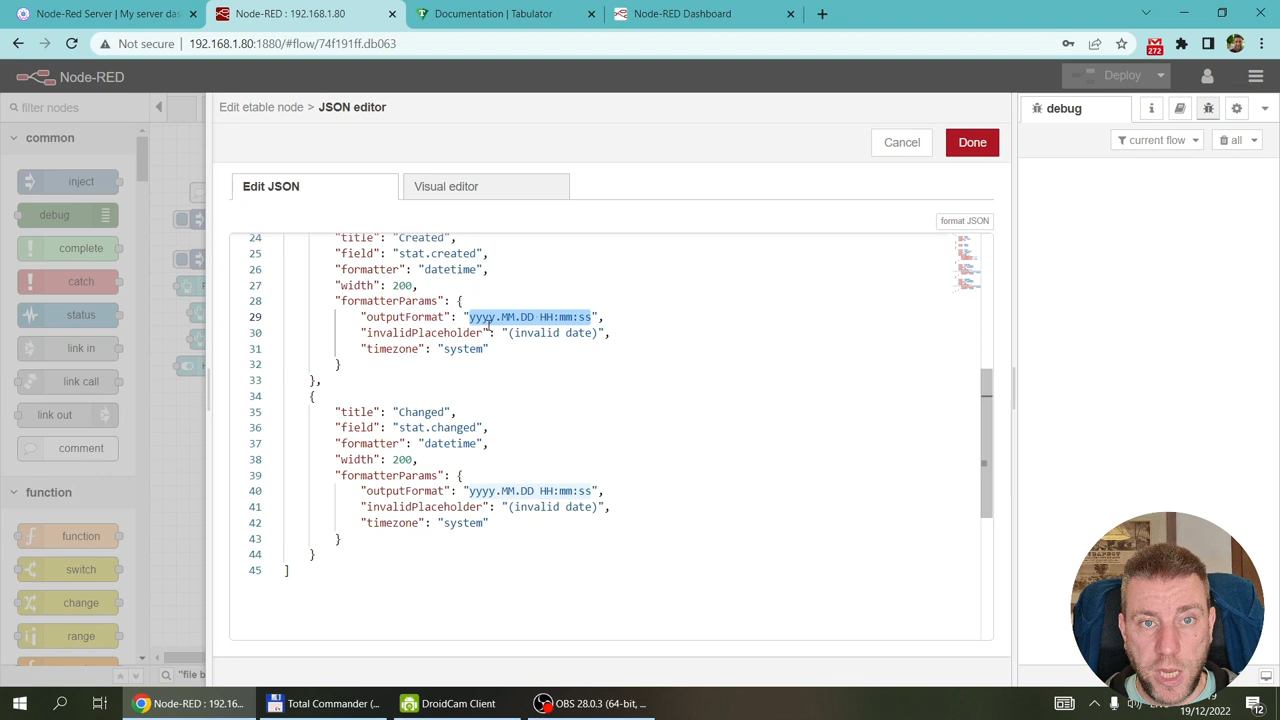 Node-RED Server | My server das
Node-RED : 192.168.1.80
Documentation | Tabulator
Node-RED Dashboard
Not secure
192.168.1.80:1880/#flow/74f191ff.db063
272
Node-RED
Deploy
filter nodes
Edit etable node > JSON editor
debug
common
Cancel
Done
current flow
all
inject
Edit JSON
Visual editor
debug
format JSON
complete
catch
status
link in
link call
link out
comment
function
function
switch
change
range
24 "title": "Created",
25 "field": "stat.created",
26 "formatter": "datetime",
27 "width": 200,
28 "formatterParams": {
29 "outputFormat": "yyyy.MM.DD HH:mm:ss",
30 "invalidPlaceholder": "(invalid date)",
31 "timezone": "system"
32 }
33 },
34 {
35 "title": "Changed",
36 "field": "stat.changed",
37 "formatter": "datetime",
38 "width": 200,
39 "formatterParams": {
40 "outputFormat": "yyyy.MM.DD HH:mm:ss",
41 "invalidPlaceholder": "(invalid date)",
42 "timezone": "system"
43 }
44 }
45 ]
"file b
Node-RED : 192.16...
Total Commander (...
DroidCam Client
OBS 28.0.3 (64-bit, ...
19/12/2022
12